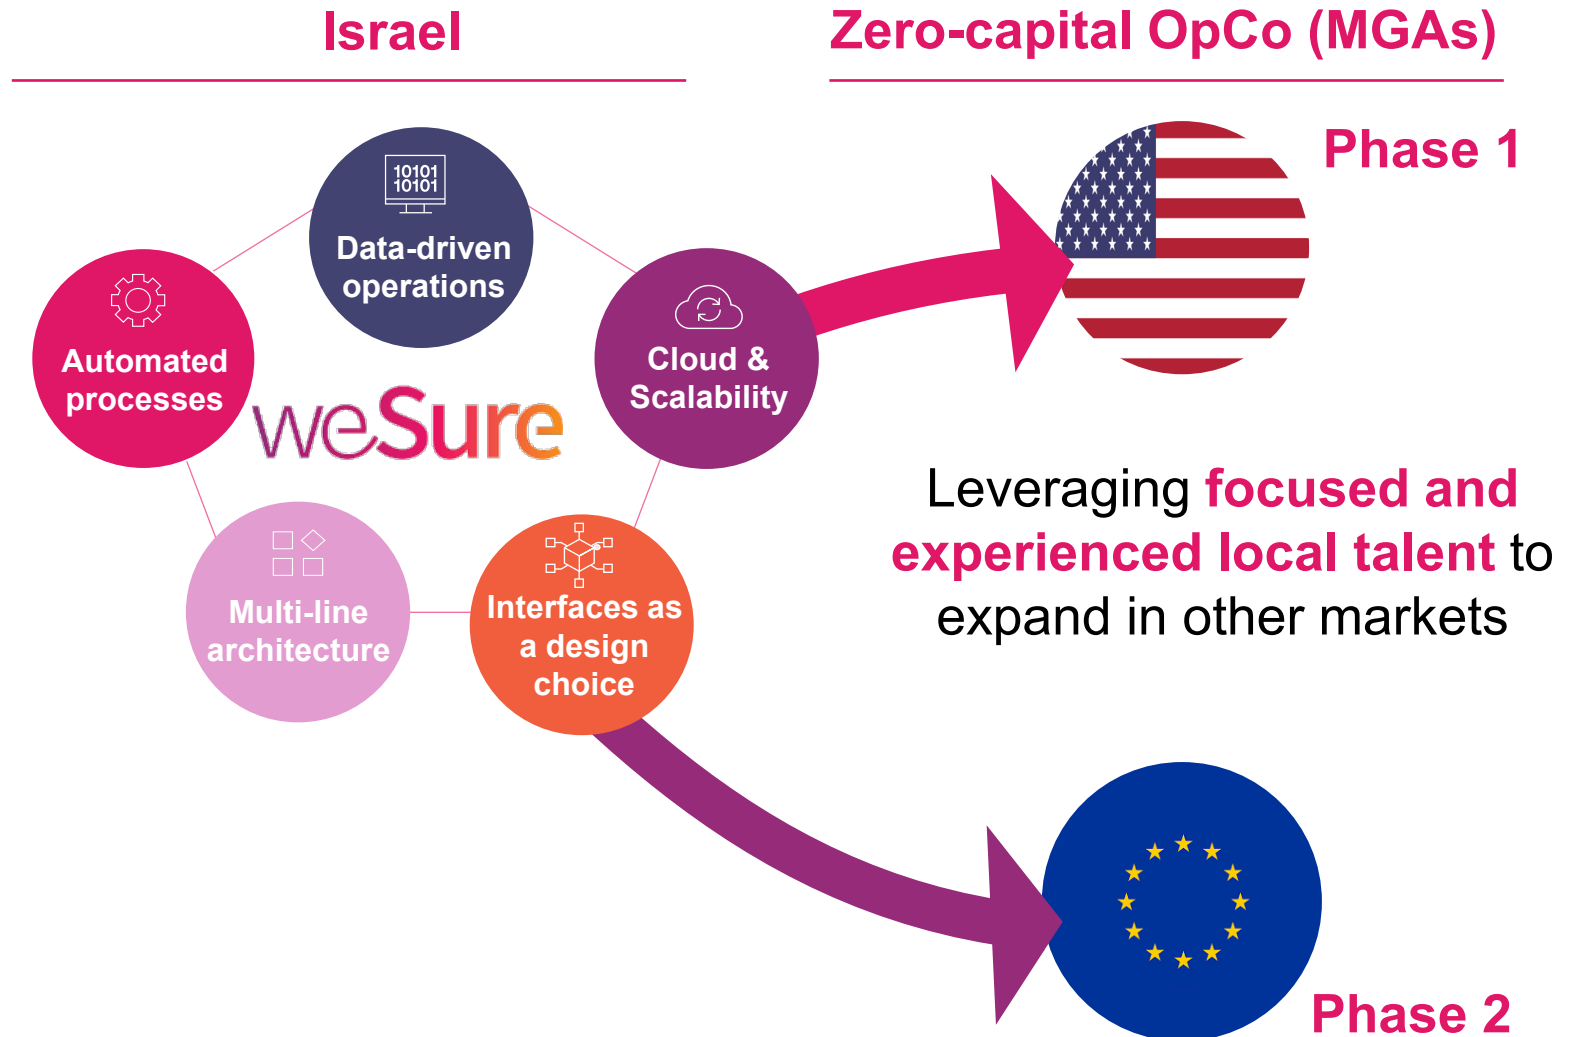 Israel
Zero-capital OpCo (MGAs)
10101
10101
Data-driven
operations
Automated
processes
Cloud &
Scalability
weSure
Multi-line
architecture
Interfaces as
a design
choice
Phase 1
Leveraging focused and
experienced local talent to
expand in other markets
Phase 2